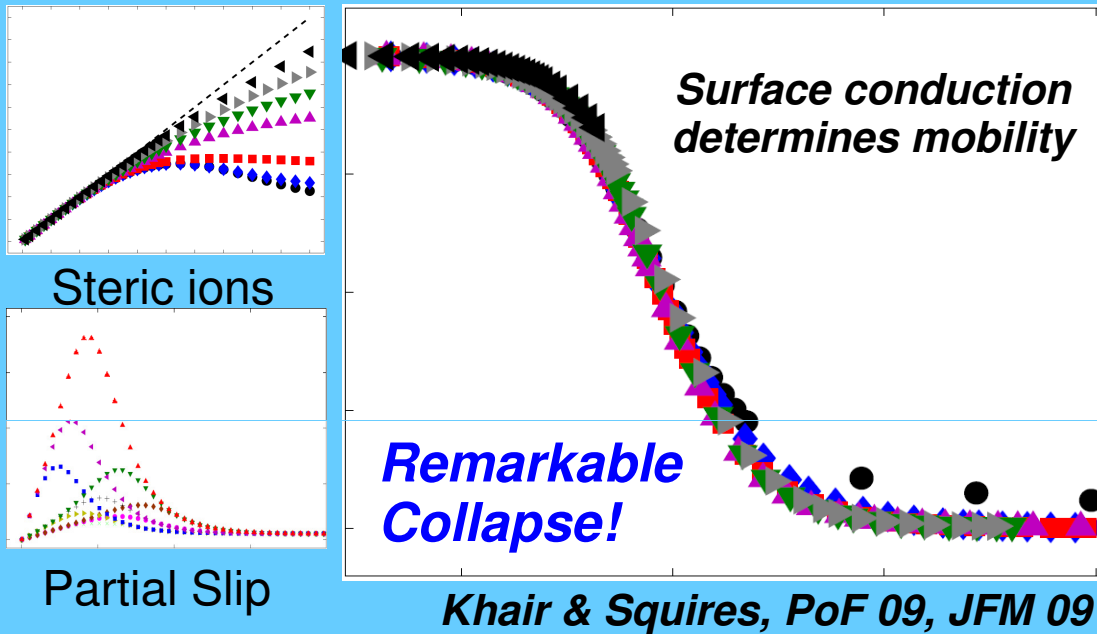 Steric ions
Partial Slip
Surface conduction
determines mobility
Remarkable
Collapse!
Khair & Squires, PoF 09, JFM 09